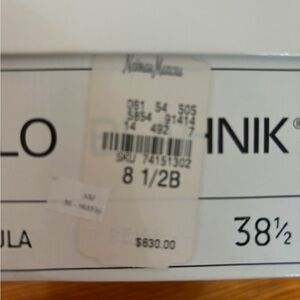 Neiman Marcus
061 54 505
5854 91414
14 492 7
LO B HNIK®
SKU 74151302
8 1/2B
ULA
$630.00
38½